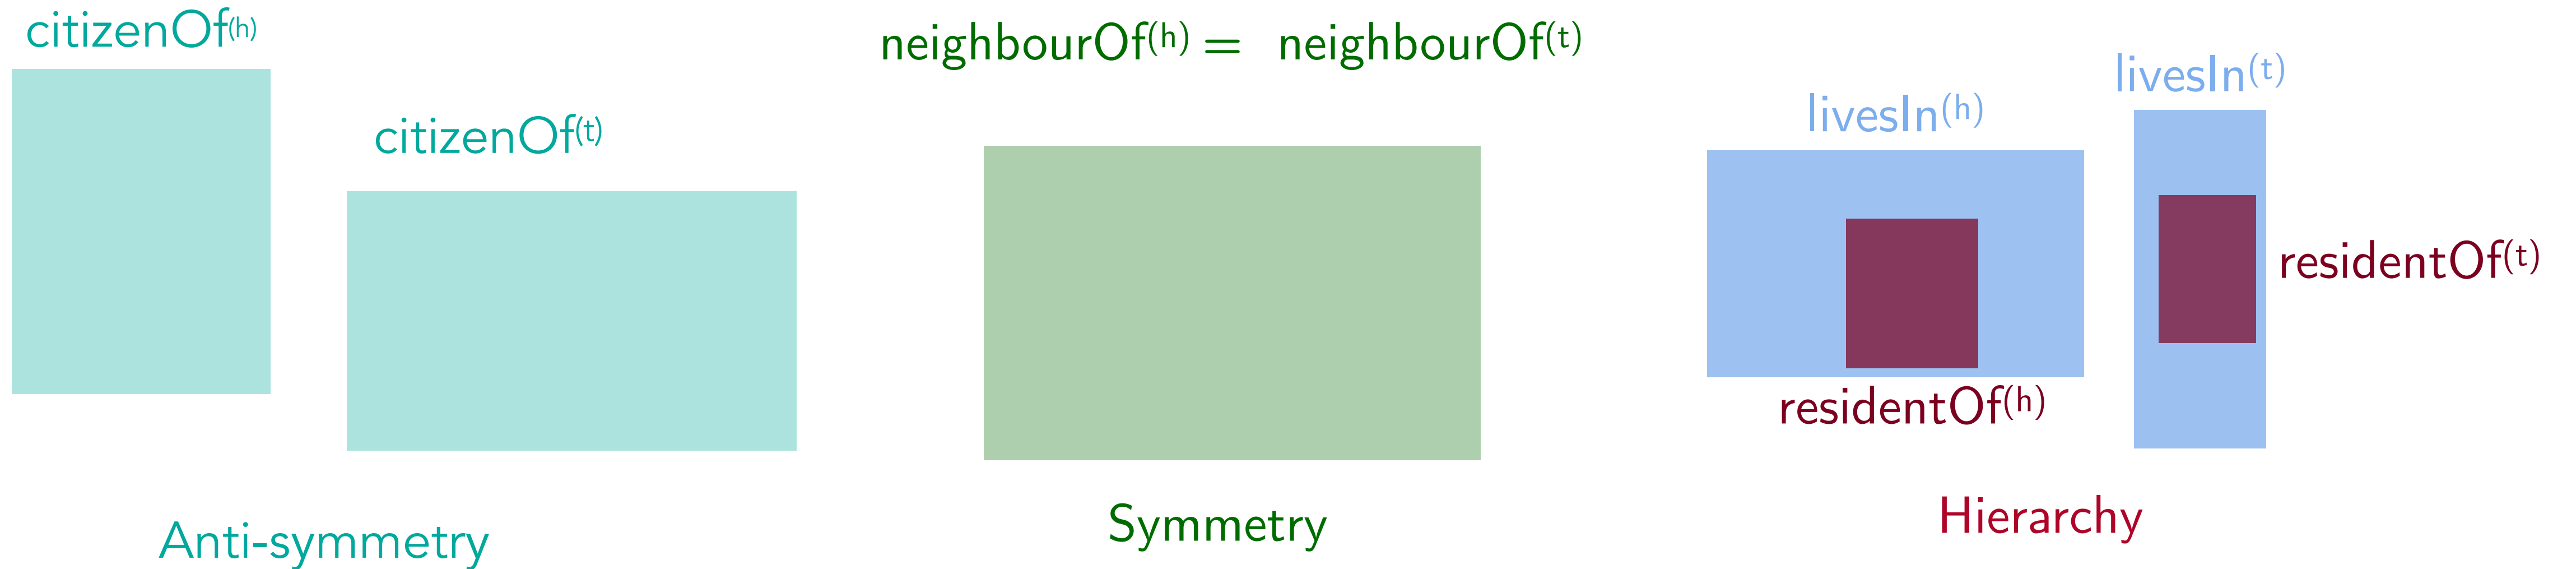 citizenOf(h)
citizenOf(t)
Anti-symmetry
neighbourOf(h) = neighbourOf(t)
Symmetry
livesIn(h)
livesIn(t)
residentOf(t)
residentOf(h)
Hierarchy